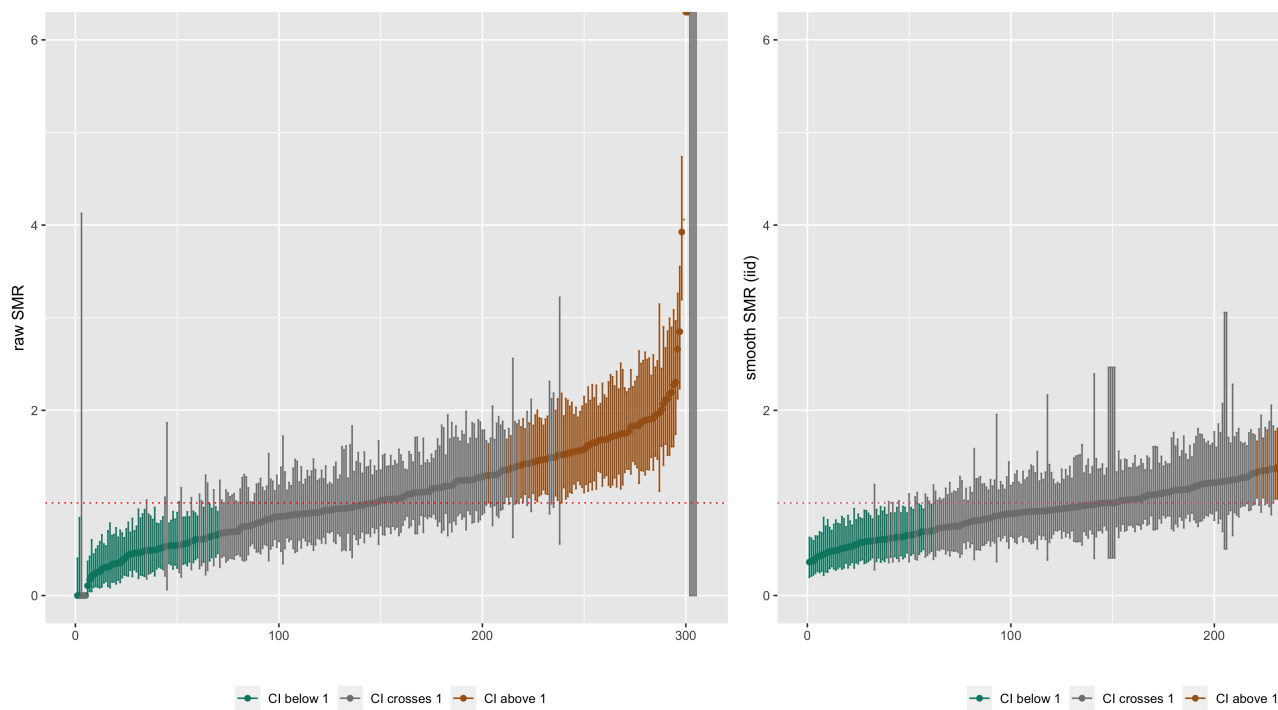 raw SMR
6
4
2
0
0
100
200
300
CI below 1
CI crosses 1
CI above 1
smooth SMR (iid)
6
4
2
0
0
100
200
CI below 1
CI crosses 1
CI above 1